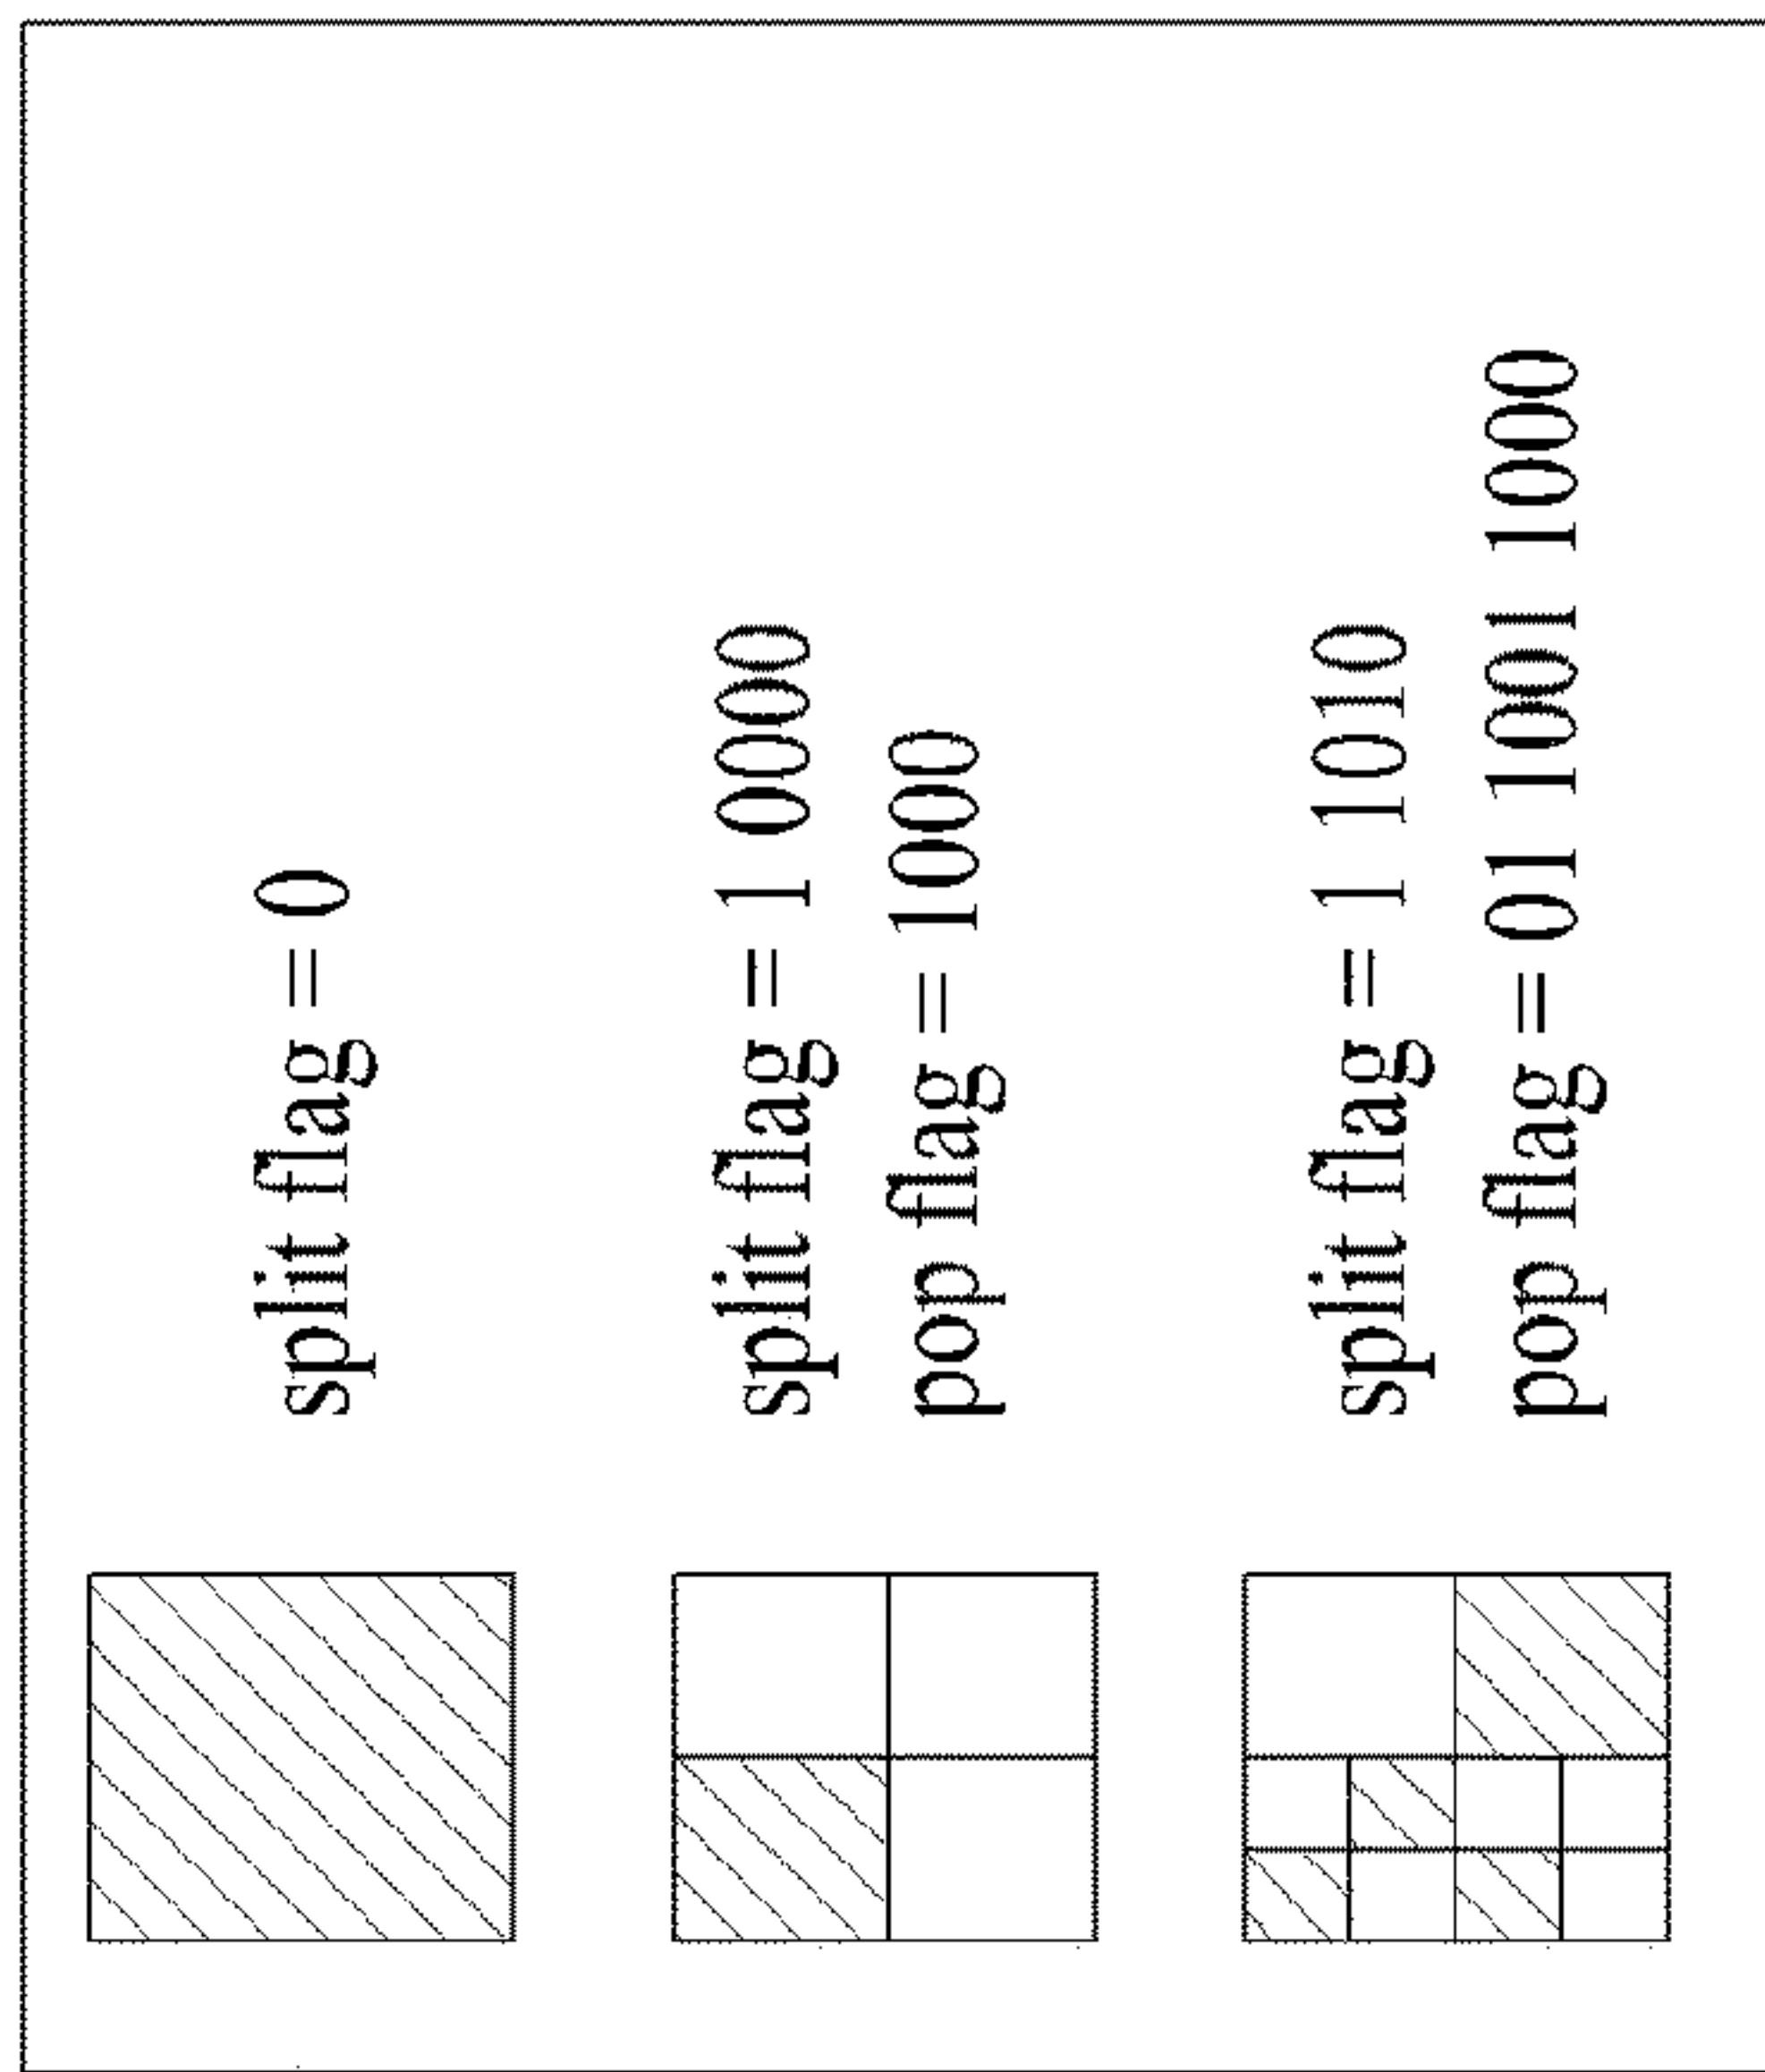 split flag = 0
split flag = 1 0000
pop flag = 1000
split flag = 1 1010
pop flag = 01 1001 1000